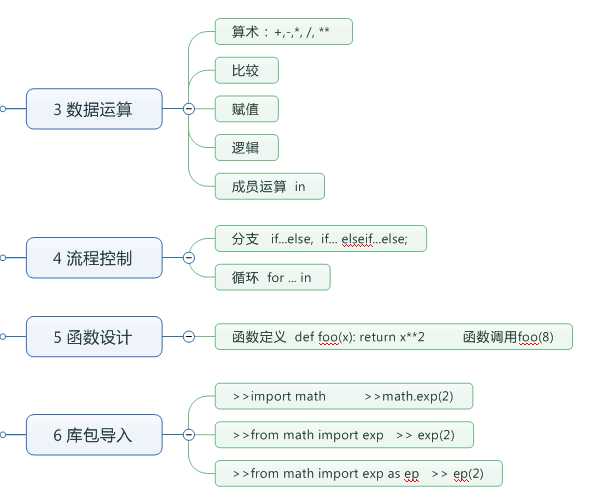 3 数据运算
算术：+,-,*, /, **
比较
赋值
逻辑
成员运算 in
4 流程控制
分支 if...else, if... elseif...else;
循环 for ... in
5 函数设计
函数定义 def foo(x): return x**2 函数调用foo(8)
6 库包导入
>>import math >>math.exp(2)
>>from math import exp >> exp(2)
>>from math import exp as ep >> ep(2)